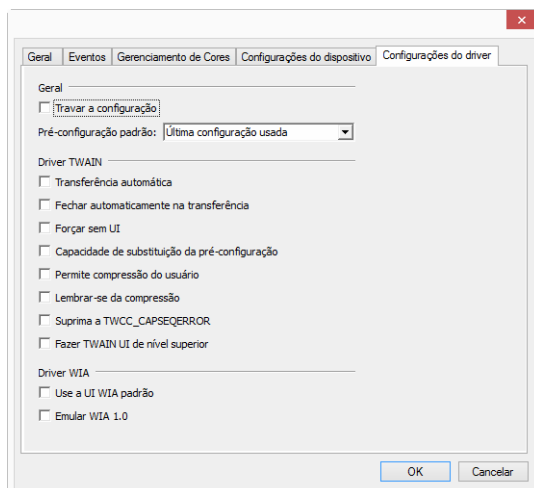 Geral Eventos Gerenciamento de Cores Configurações do dispositivo Configurações do driver
Geral
Travar a configuração
Pré-configuração padrão: Última configuração usada
Driver TWAIN
Transferência automática
Fechar automaticamente na transferência
Forçar sem UI
Capacidade de substituição da pré-configuração
Permite compressão do usuário
Lembrar-se da compressão
Suprima a TWCC_CAPSEQERROR
Fazer TWAIN UI de nível superior
Driver WIA
Use a UI WIA padrão
Emular WIA 1.0
OK Cancelar